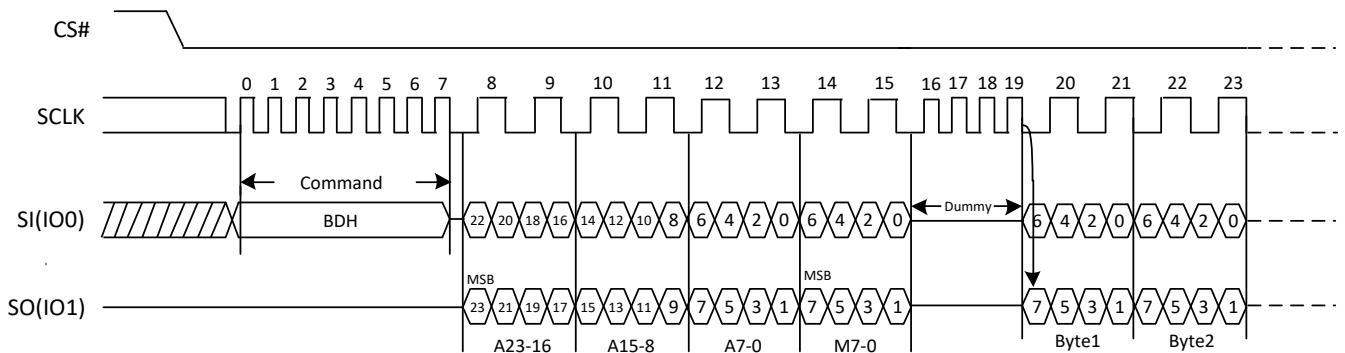 CS#
0 1 2 3 4 5 6 7 8 9 10 11 12 13 14 15 16 17 18 19 20 21 22 23
SCLK
Command
Dummy
SI(IO0)
BDH
22 20 18 16 14 12 10 8 6 4 2 0 6 4 2 0 6 4 2 0 6 4 2 0
MSB MSB
SO(IO1)
23 21 19 17 15 13 11 9 7 5 3 1 7 5 3 1 7 5 3 1 7 5 3 1
A23-16 A15-8 A7-0 M7-0 Byte1 Byte2